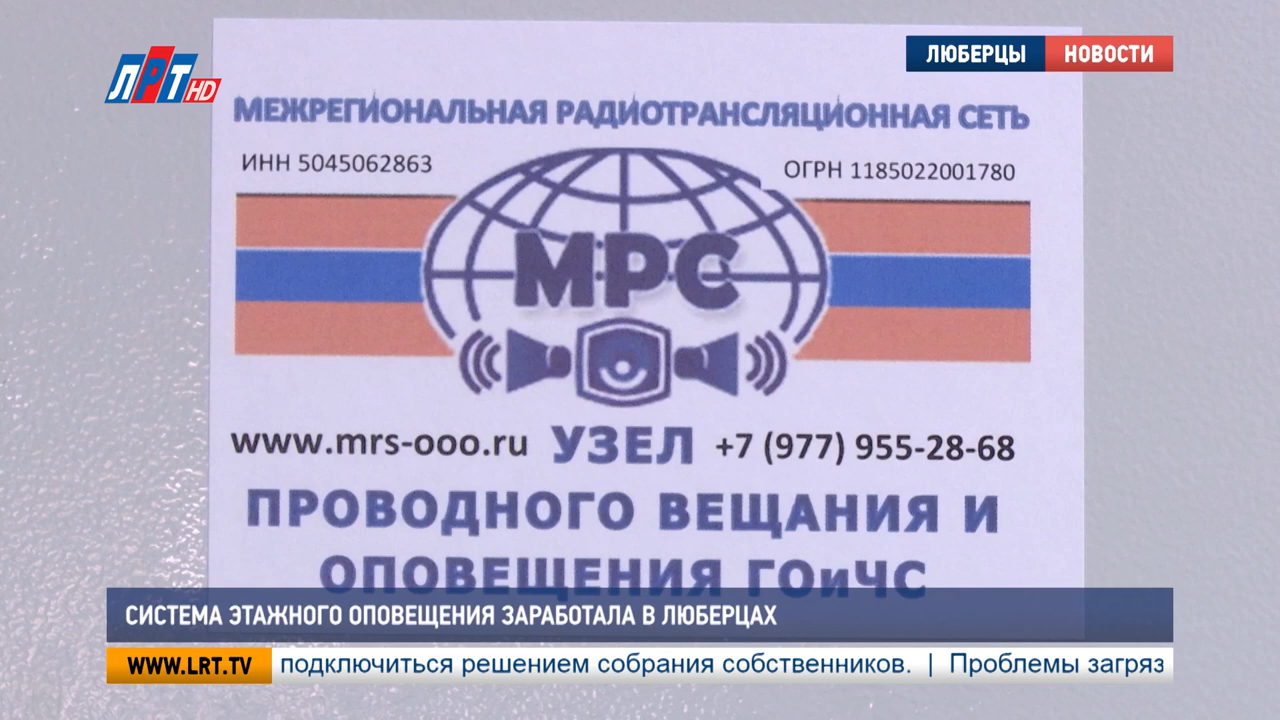 ЛРТ HD
ЛЮБЕРЦЫ НОВОСТИ
МЕЖРЕГИОНАЛЬНАЯ РАДИОТРАНСЛЯЦИОННАЯ СЕТЬ
ИНН 5045062863 ОГРН 1185022001780
МРС
www.mrs-ooo.ru УЗЕЛ +7 (977) 955-28-68
ПРОВОДНОГО ВЕЩАНИЯ И
ОПОВЕЩЕНИЯ ГОиЧС
СИСТЕМА ЭТАЖНОГО ОПОВЕЩЕНИЯ ЗАРАБОТАЛА В ЛЮБЕРЦАХ
WWW.LRT.TV подключиться решением собрания собственников. | Проблемы загряз